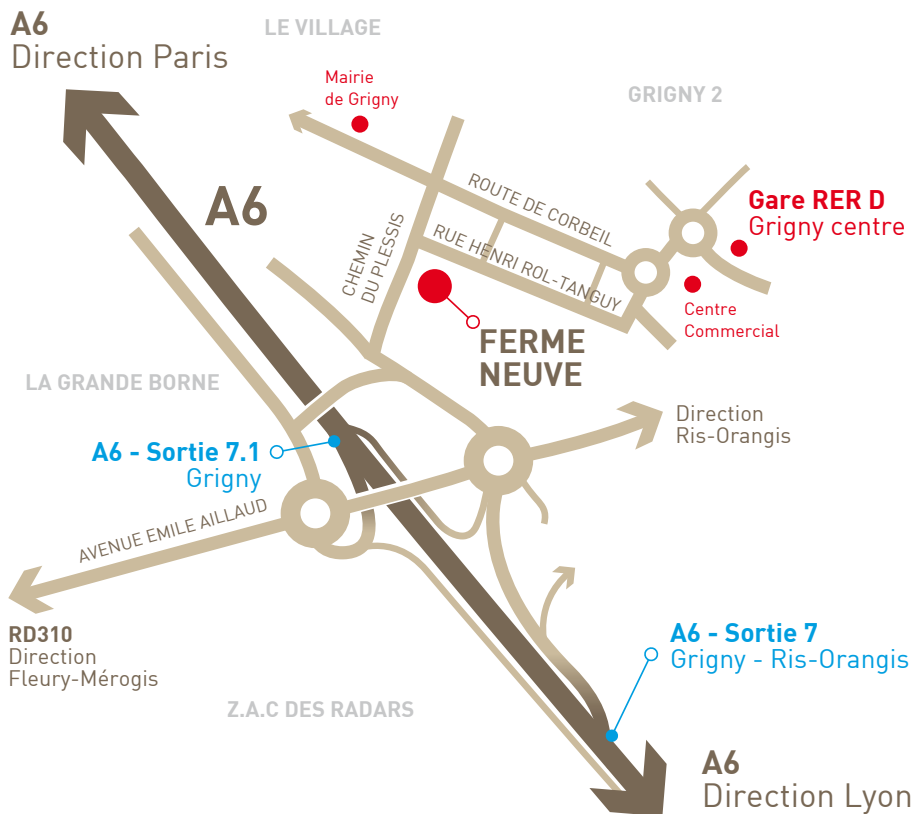 A6
Direction Paris
LE VILLAGE
Mairie
de Grigny
GRIGNY 2
A6
ROUTE DE CORBEIL
Gare RER D
Grigny centre
CHEMIN
DU PLESSIS
RUE HENRI ROL-TANGUY
Centre
Commercial
FERME
NEUVE
LA GRANDE BORNE
Direction
Ris-Orangis
A6 - Sortie 7.1
Grigny
AVENUE EMILE AILLAUD
RD310
Direction
Fleury-Mérogis
A6 - Sortie 7
Grigny - Ris-Orangis
Z.A.C DES RADARS
A6
Direction Lyon